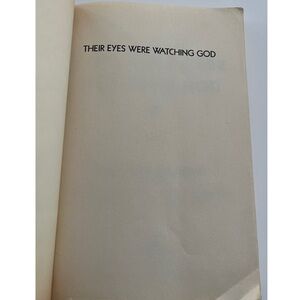 THEIR EYES WERE WATCHING GOD